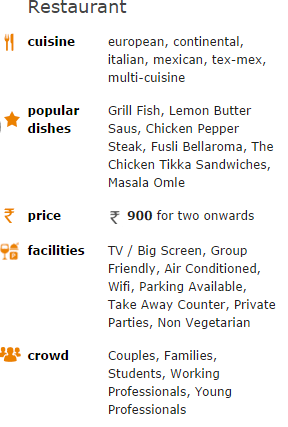 Restaurant
cuisine
european, continental,
italian, mexican, tex-mex,
multi-cuisine
popular
dishes
Grill Fish, Lemon Butter
Saus, Chicken Pepper
Steak, Fusli Bellaroma, The
Chicken Tikka Sandwiches,
Masala Omle
price
₹ 900 for two onwards
facilities
TV / Big Screen, Group
Friendly, Air Conditioned,
Wifi, Parking Available,
Take Away Counter, Private
Parties, Non Vegetarian
crowd
Couples, Families,
Students, Working
Professionals, Young
Professionals